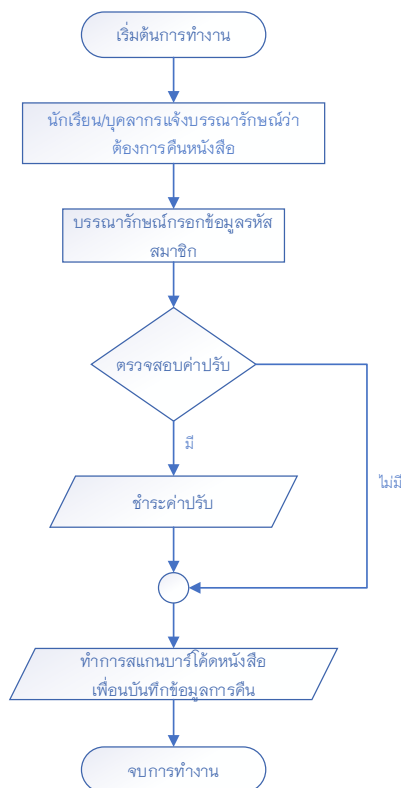 เริ่มต้นการทำงาน
นักเรียน/บุคลากรแจ้งบรรณารักษณ์ว่า
ต้องการคืนหนังสือ
บรรณารักษณ์กรอกข้อมูลรหัส
สมาชิก
ตรวจสอบค่าปรับ
มี
ไม่มี
ชำระค่าปรับ
ทำการสแกนบาร์โค้ดหนังสือ
เพื่อนบันทึกข้อมูลการคืน
จบการทำงาน